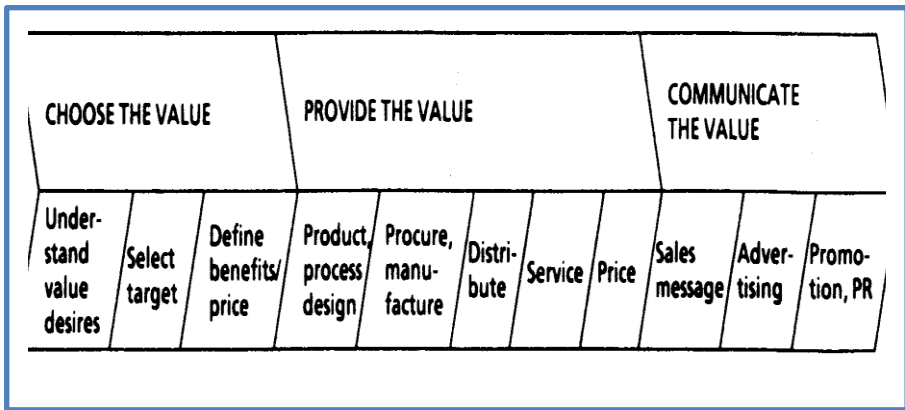 CHOOSE THE VALUE
PROVIDE THE VALUE
COMMUNICATE
THE VALUE
Under-
stand
value
desires
Select
target
Define
benefits/
price
Product,
process
design
Procure,
manu-
facture
Distri-
bute
Service
Price
Sales
message
Adver-
tising
Promo-
tion, PR